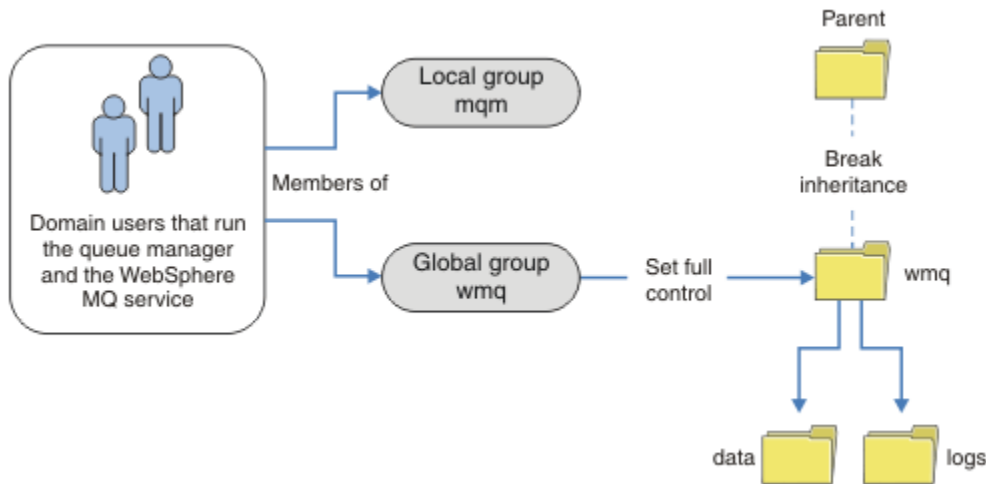 Parent
Local group
mqm
Break
inheritance
Members of
Domain users that run
the queue manager
and the WebSphere
MQ service
Global group
wmq
Set full
control
wmq
data
logs